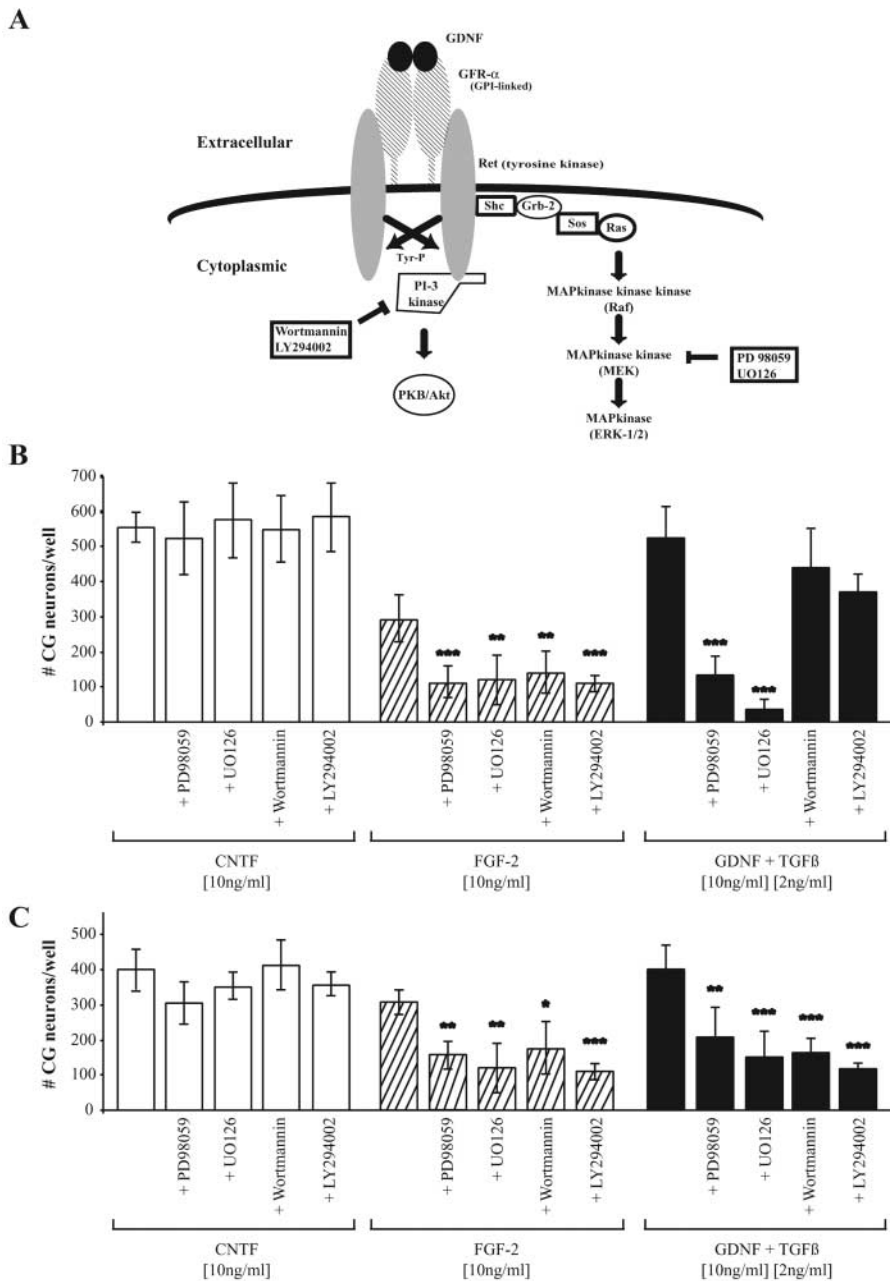 A
GDNF
GFR-α
(GPI-linked)
Extracellular
Ret (tyrosine kinase)
Shc
Grb-2
Sos
Ras
Cytoplasmic
Tyr-P
PI-3
kinase
MAPkinase kinase kinase
(Raf)
Wortmannin
LY294002
MAPkinase kinase
(MEK)
PD 98059
UO126
PKB/Akt
MAPkinase
(ERK-1/2)
B
# CG neurons/well
700
600
500
400
300
200
100
0
***
**
**
***
***
***
+ PD98059
+ UO126
+ Wortmannin
+ LY294002
+ PD98059
+ UO126
+ Wortmannin
+ LY294002
+ PD98059
+ UO126
+ Wortmannin
+ LY294002
CNTF
[10ng/ml]
FGF-2
[10ng/ml]
GDNF + TGFß
[10ng/ml] [2ng/ml]
C
# CG neurons/well
500
400
300
200
100
0
**
**
*
***
**
***
***
***
+ PD98059
+ UO126
+ Wortmannin
+ LY294002
+ PD98059
+ UO126
+ Wortmannin
+ LY294002
+ PD98059
+ UO126
+ Wortmannin
+ LY294002
CNTF
[10ng/ml]
FGF-2
[10ng/ml]
GDNF + TGFß
[10ng/ml] [2ng/ml]